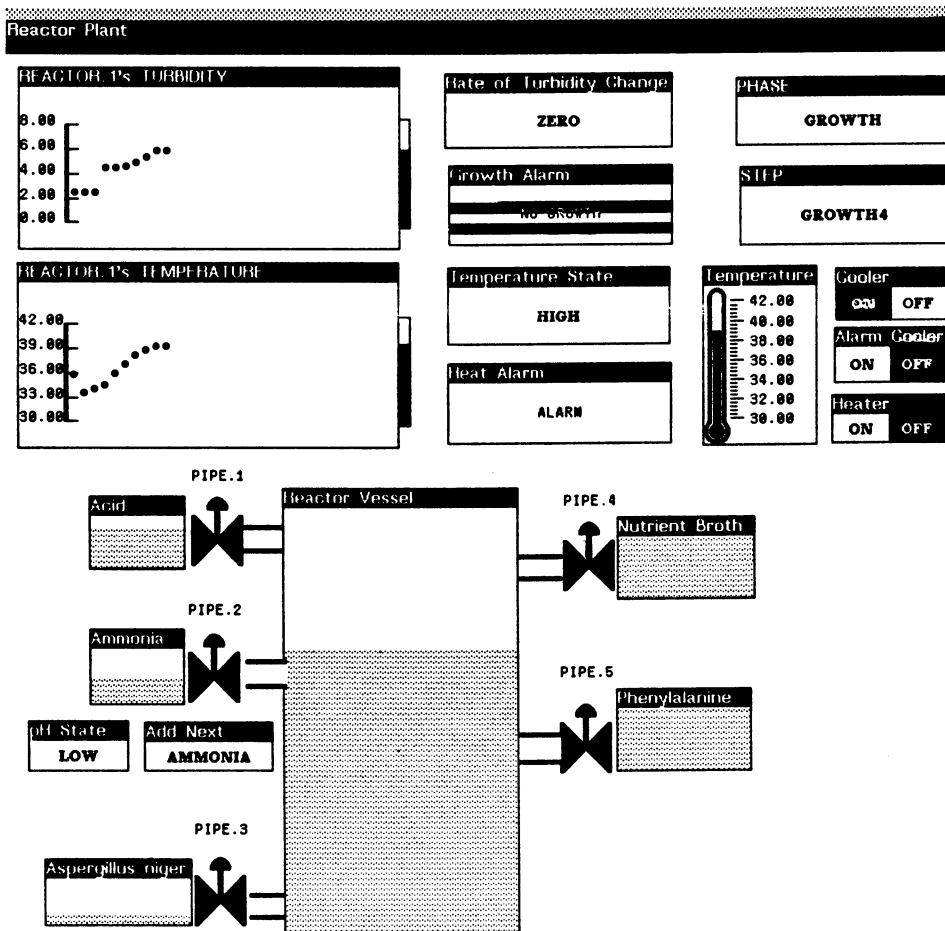 Reactor Plant
REACTOR.1's TURBIDITY
8.00
6.00
4.00
2.00
0.00
Rate of Turbidity Change
ZERO
PHASE
GROWTH
Growth Alarm
NO GROWTH
STEP
GROWTH4
REACTOR.1's TEMPERATURE
42.00
39.00
36.00
33.00
30.00
Temperature State
HIGH
Heat Alarm
ALARM
Temperature
42.00
40.00
38.00
36.00
34.00
32.00
30.00
Cooler
ON OFF
Alarm Cooler
ON OFF
Heater
ON OFF
PIPE.1
Acid
Reactor Vessel
PIPE.4
Nutrient Broth
PIPE.2
Ammonia
PIPE.5
Phenylalanine
pH State
LOW
Add Next
AMMONIA
PIPE.3
Aspergillus niger